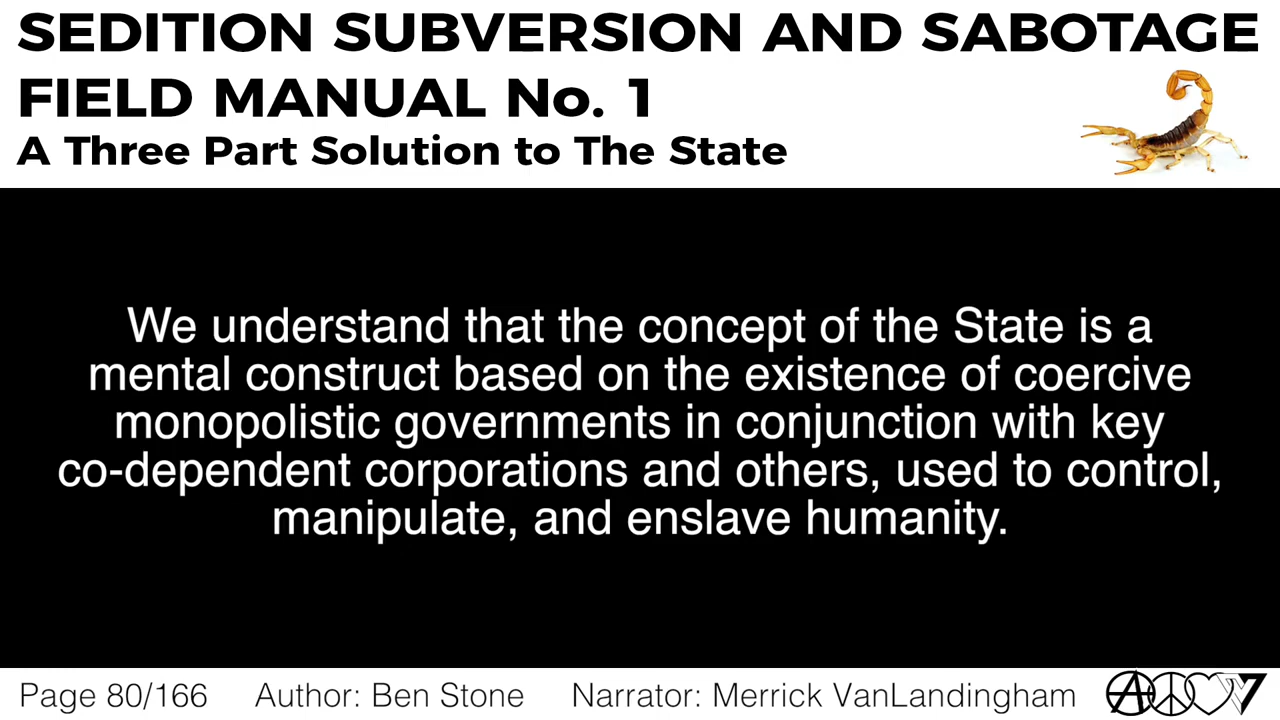 SEDITION SUBVERSION AND SABOTAGE
FIELD MANUAL No. 1
A Three Part Solution to The State
We understand that the concept of the State is a
mental construct based on the existence of coercive
monopolistic governments in conjunction with key
co-dependent corporations and others, used to control,
manipulate, and enslave humanity.
Page 80/166 Author: Ben Stone Narrator: Merrick VanLandingham